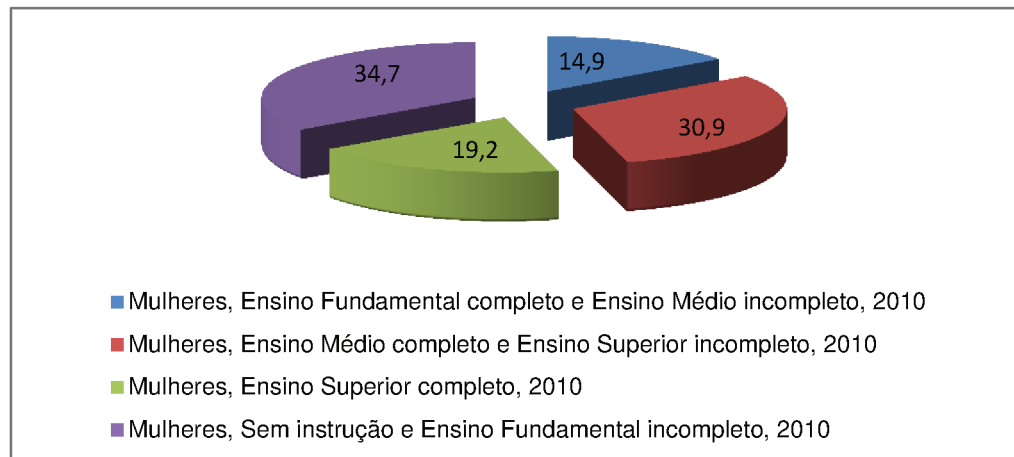 34,7
14,9
30,9
19,2
Mulheres, Ensino Fundamental completo e Ensino Médio incompleto, 2010
Mulheres, Ensino Médio completo e Ensino Superior incompleto, 2010
Mulheres, Ensino Superior completo, 2010
Mulheres, Sem instrução e Ensino Fundamental incompleto, 2010